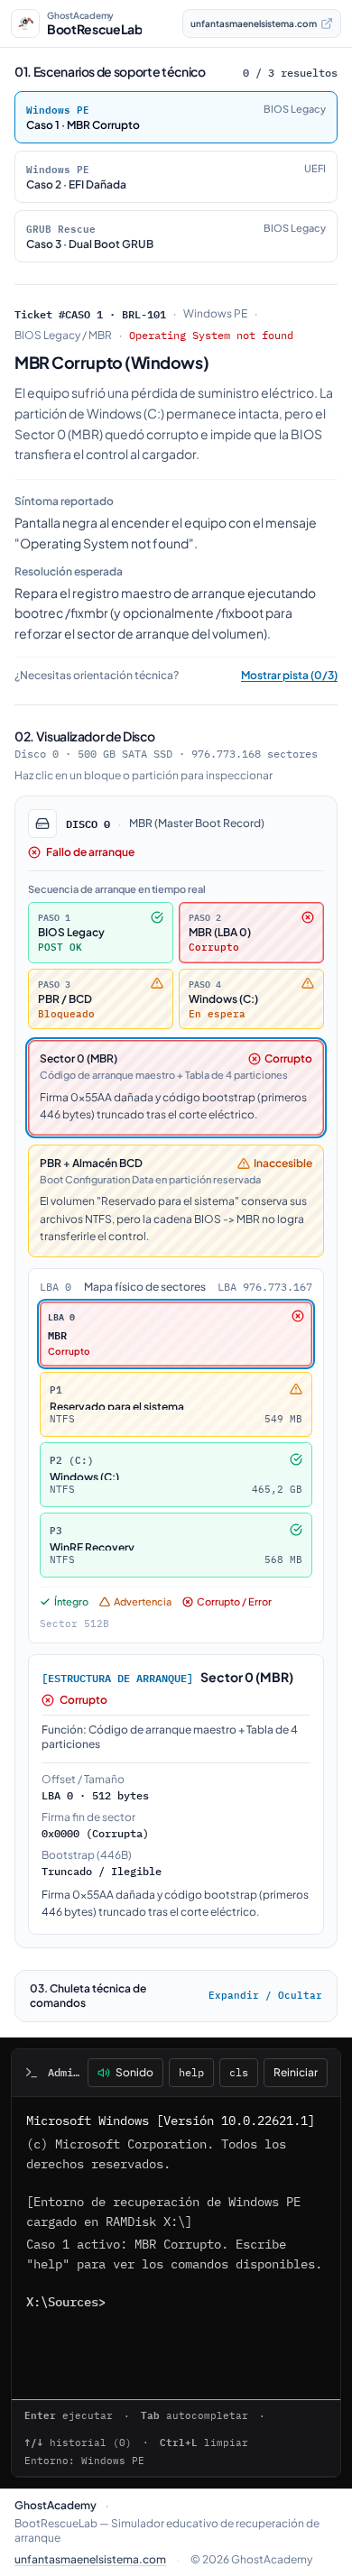 GhostAcademy
BootRescueLab
unfantasmaenelsistema.com
01. Escenarios de soporte técnico
0 / 3 resueltos
Windows PE
BIOS Legacy
Caso 1 · MBR Corrupto
Windows PE
UEFI
Caso 2 · EFI Dañada
GRUB Rescue
BIOS Legacy
Caso 3 · Dual Boot GRUB
Ticket #CASO 1 · BRL-101 · Windows PE ·
BIOS Legacy / MBR · Operating System not found
MBR Corrupto (Windows)
El equipo sufrió una pérdida de suministro eléctrico. La
partición de Windows (C:) permanece intacta, pero el
Sector 0 (MBR) quedó corrupto e impide que la BIOS
transfiera el control al cargador.
Síntoma reportado
Pantalla negra al encender el equipo con el mensaje
"Operating System not found".
Resolución esperada
Repara el registro maestro de arranque ejecutando
bootrec /fixmbr (y opcionalmente /fixboot para
reforzar el sector de arranque del volumen).
¿Necesitas orientación técnica?
Mostrar pista (0/3)
02. Visualizador de Disco
Disco 0 · 500 GB SATA SSD · 976.773.168 sectores
Haz clic en un bloque o partición para inspeccionar
DISCO 0 · MBR (Master Boot Record)
Fallo de arranque
Secuencia de arranque en tiempo real
PASO 1
BIOS Legacy
POST OK
PASO 2
MBR (LBA 0)
Corrupto
PASO 3
PBR / BCD
Bloqueado
PASO 4
Windows (C:)
En espera
Sector 0 (MBR)
Corrupto
Código de arranque maestro + Tabla de 4 particiones
Firma 0x55AA dañada y código bootstrap (primeros
446 bytes) truncado tras el corte eléctrico.
PBR + Almacén BCD
Inaccesible
Boot Configuration Data en partición reservada
El volumen "Reservado para el sistema" conserva sus
archivos NTFS, pero la cadena BIOS -> MBR no logra
transferirle el control.
LBA 0
Mapa físico de sectores
LBA 976.773.167
LBA 0
MBR
Corrupto
P1
Reservado para el sistema
NTFS
549 MB
P2 (C:)
Windows (C:)
NTFS
465,2 GB
P3
WinRE Recovery
NTFS
568 MB
Íntegro
Advertencia
Corrupto / Error
Sector 512B
[ESTRUCTURA DE ARRANQUE] Sector 0 (MBR)
Corrupto
Función: Código de arranque maestro + Tabla de 4
particiones
Offset / Tamaño
LBA 0 · 512 bytes
Firma fin de sector
0x0000 (Corrupta)
Bootstrap (446B)
Truncado / Ilegible
Firma 0x55AA dañada y código bootstrap (primeros
446 bytes) truncado tras el corte eléctrico.
03. Chuleta técnica de
comandos
Expandir / Ocultar
Admi…
Sonido
help
cls
Reiniciar
Microsoft Windows [Versión 10.0.22621.1]
(c) Microsoft Corporation. Todos los
derechos reservados.
[Entorno de recuperación de Windows PE
cargado en RAMDisk X:\]
Caso 1 activo: MBR Corrupto. Escribe
"help" para ver los comandos disponibles.
X:\Sources>
Enter ejecutar · Tab autocompletar ·
↑/↓ historial (0) · Ctrl+L limpiar
Entorno: Windows PE
GhostAcademy ·
BootRescueLab — Simulador educativo de recuperación de
arranque
unfantasmaenelsistema.com · © 2026 GhostAcademy